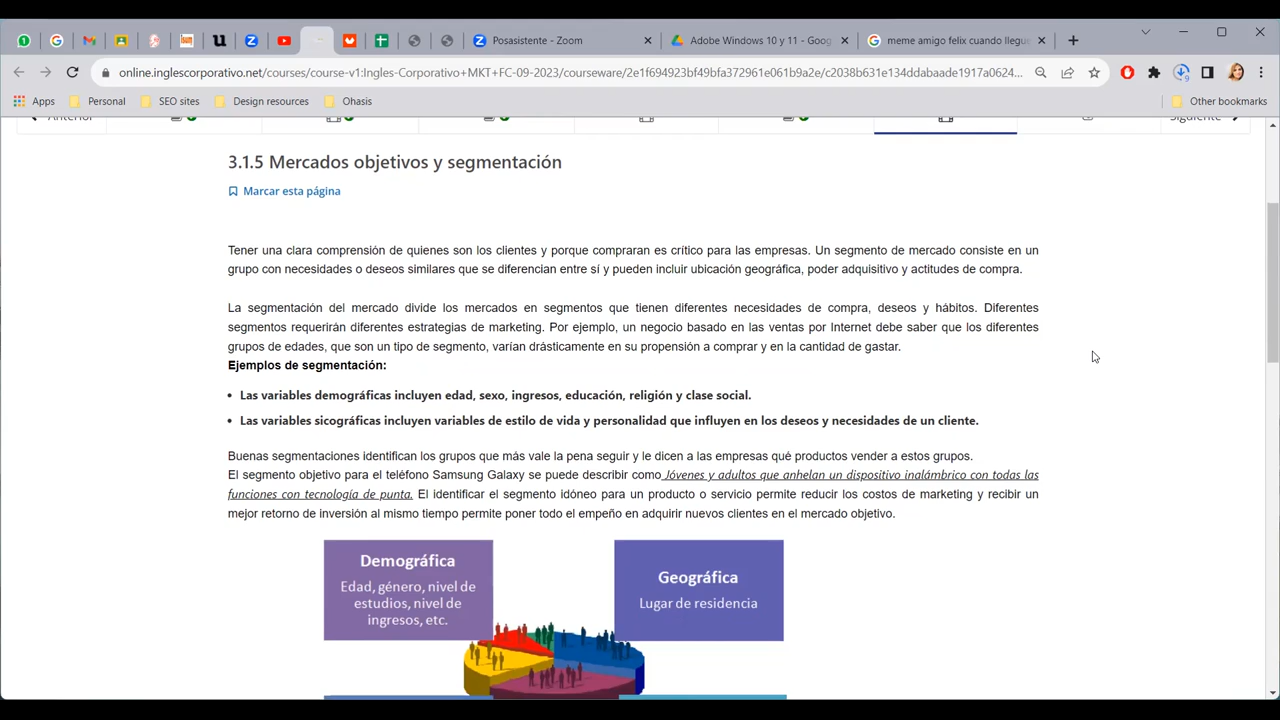 Posasistente - Zoom
Adobe Windows 10 y 11 - Goog
meme amigo felix cuando llegue
online.inglescorporativo.net/courses/course-v1:Ingles-Corporativo+MKT+FC-09-2023/courseware/2e1f694923bf49bfa372961e061b9a2e/c2038b631e134ddabaade1917a0624...
Apps Personal SEO sites Design resources Ohasis Other bookmarks
Anterior Siguiente
3.1.5 Mercados objetivos y segmentación
Marcar esta página
Tener una clara comprensión de quienes son los clientes y porque compraran es crítico para las empresas. Un segmento de mercado consiste en un
grupo con necesidades o deseos similares que se diferencian entre sí y pueden incluir ubicación geográfica, poder adquisitivo y actitudes de compra.
La segmentación del mercado divide los mercados en segmentos que tienen diferentes necesidades de compra, deseos y hábitos. Diferentes
segmentos requerirán diferentes estrategias de marketing. Por ejemplo, un negocio basado en las ventas por Internet debe saber que los diferentes
grupos de edades, que son un tipo de segmento, varían drásticamente en su propensión a comprar y en la cantidad de gastar.
Ejemplos de segmentación:
• Las variables demográficas incluyen edad, sexo, ingresos, educación, religión y clase social.
• Las variables sicográficas incluyen variables de estilo de vida y personalidad que influyen en los deseos y necesidades de un cliente.
Buenas segmentaciones identifican los grupos que más vale la pena seguir y le dicen a las empresas qué productos vender a estos grupos.
El segmento objetivo para el teléfono Samsung Galaxy se puede describir como Jóvenes y adultos que anhelan un dispositivo inalámbrico con todas las
funciones con tecnología de punta. El identificar el segmento idóneo para un producto o servicio permite reducir los costos de marketing y recibir un
mejor retorno de inversión al mismo tiempo permite poner todo el empeño en adquirir nuevos clientes en el mercado objetivo.
Demográfica
Edad, género, nivel de
estudios, nivel de
ingresos, etc.
Geográfica
Lugar de residencia